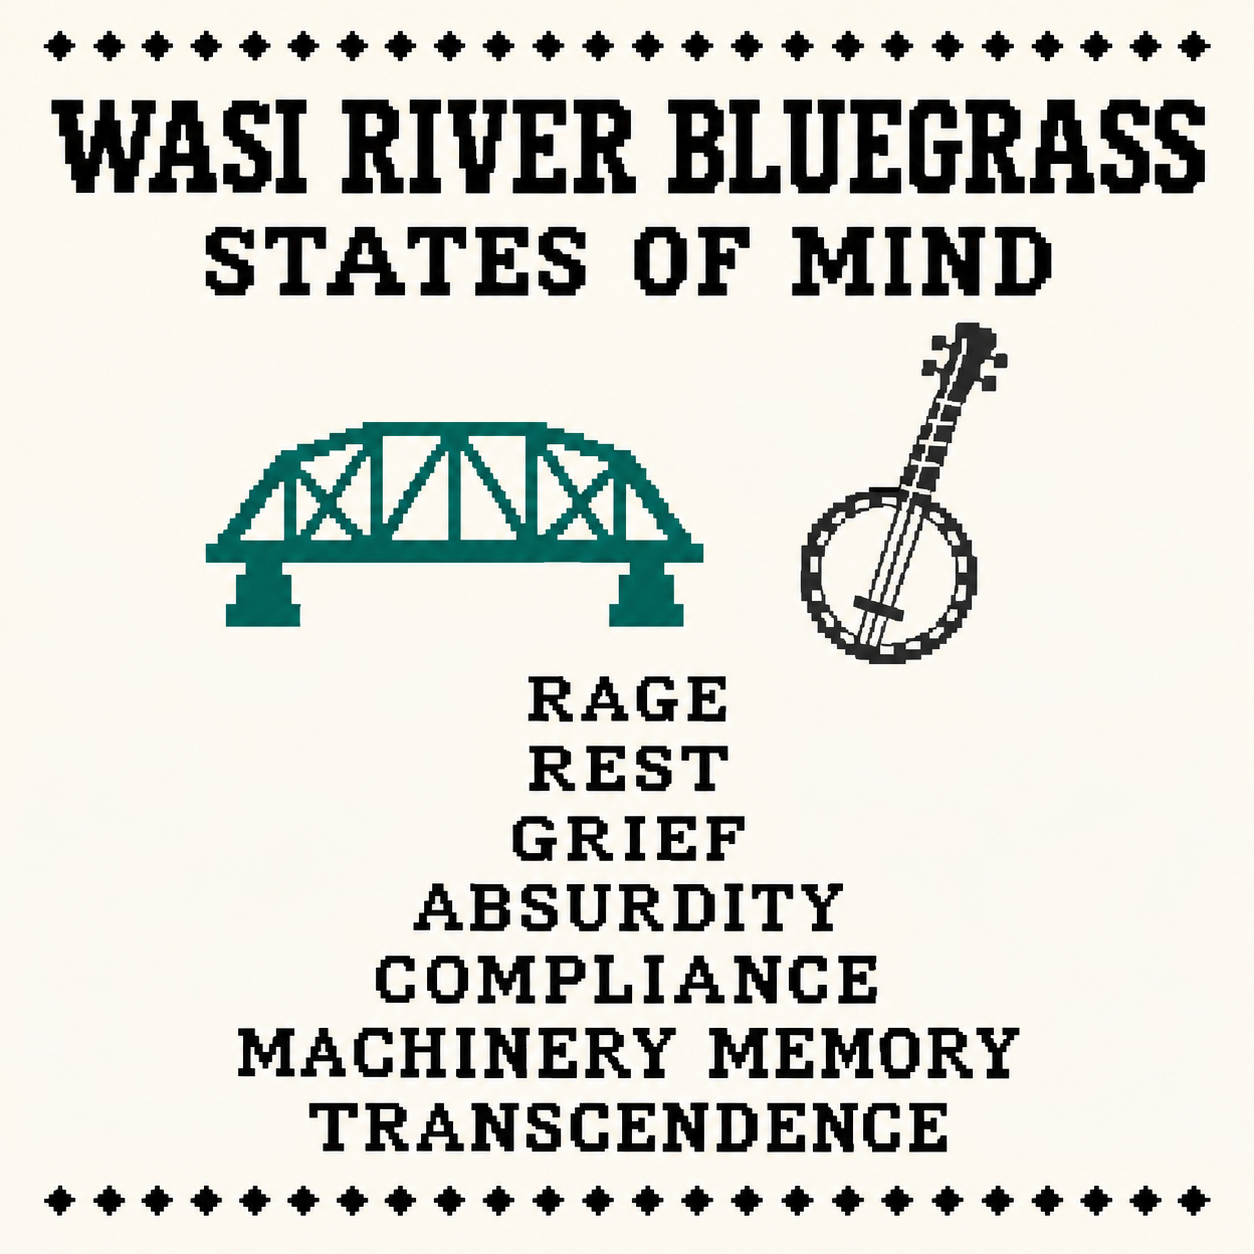 WASI RIVER BLUEGRASS
STATES OF MIND
RAGE
REST
GRIEF
ABSURDITY
COMPLIANCE
MACHINERY MEMORY
TRANSCENDENCE